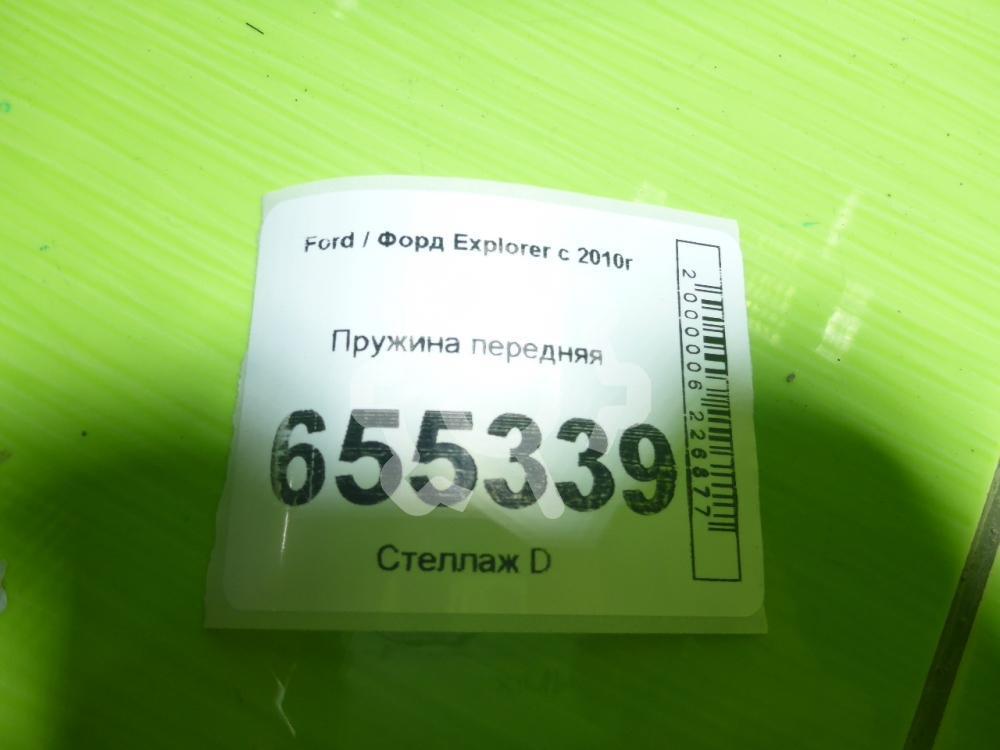 Ford / Форд Explorer с 2010г
Пружина передняя
655339
Стеллаж D
2000006226877